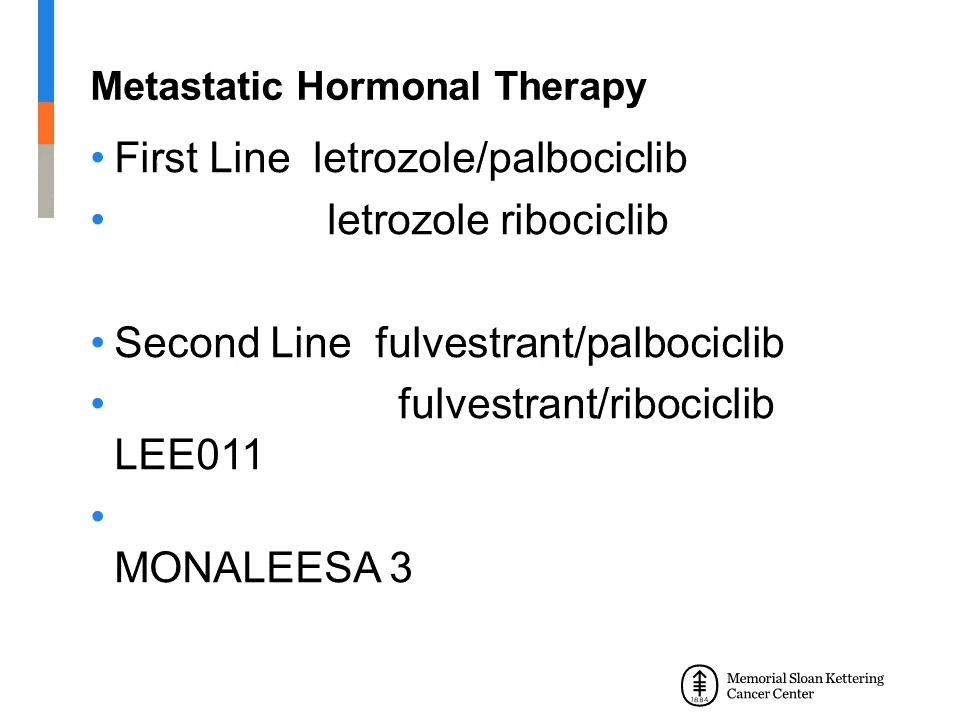 Metastatic Hormonal Therapy
• First Line letrozole/palbociclib
• letrozole ribociclib
• Second Line fulvestrant/palbociclib
• fulvestrant/ribociclib
LEE011
•
MONALEESA 3
1884
Memorial Sloan Kettering
Cancer Center